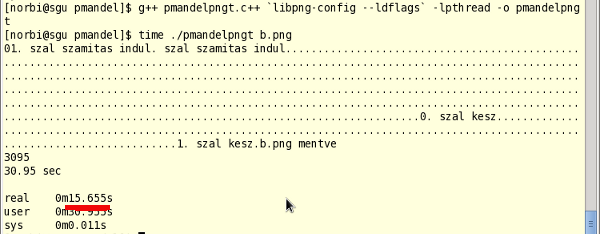 [norbi@sgu pmandel]$ g++ pmandelpngt.c++ `libpng-config --ldflags` -lpthread -o pmandelpng
t
[norbi@sgu pmandel]$ time ./pmandelpngt b.png
01. szal szamitas indul. szal szamitas indul..............................................
..........................................................................................
..........................................................................................
..........................................................................................
..........................................................................................
.................................................................0. szal kesz.............
..........................................................................................
...........................1. szal kesz.b.png mentve
3095
30.95 sec
real 0m15.655s
user 0m30.955s
sys 0m0.011s